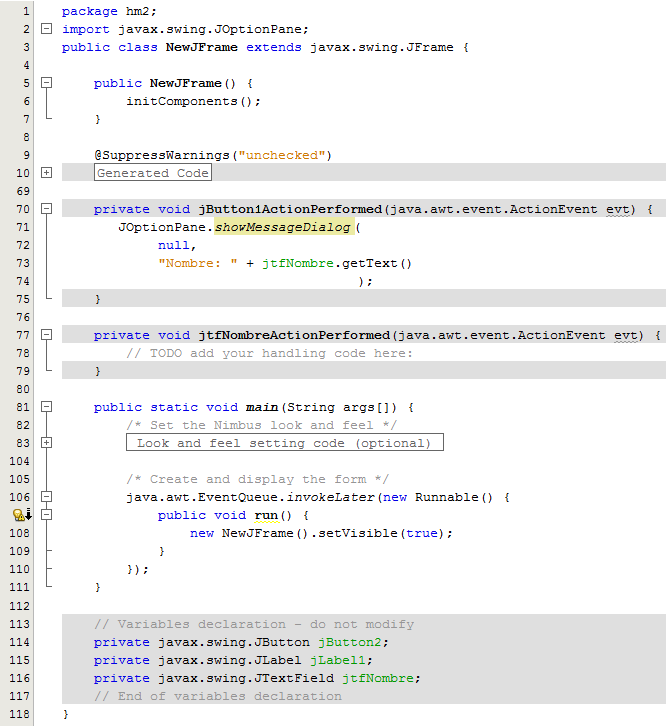 1 package hm2;
2 import javax.swing.JOptionPane;
3 public class NewJFrame extends javax.swing.JFrame {
4
5     public NewJFrame() {
6         initComponents();
7     }
8
9     @SuppressWarnings("unchecked")
10     Generated Code
69
70     private void jButton1ActionPerformed(java.awt.event.ActionEvent evt) {
71        JOptionPane.showMessageDialog(
72             null,
73             "Nombre: " + jtfNombre.getText()
74                                      );
75     }
76
77     private void jtfNombreActionPerformed(java.awt.event.ActionEvent evt) {
78         // TODO add your handling code here:
79     }
80
81     public static void main(String args[]) {
82         /* Set the Nimbus look and feel */
83         Look and feel setting code (optional)
104
105         /* Create and display the form */
106         java.awt.EventQueue.invokeLater(new Runnable() {
            public void run() {
108                 new NewJFrame().setVisible(true);
109             }
110         });
111     }
112
113     // Variables declaration - do not modify
114     private javax.swing.JButton jButton2;
115     private javax.swing.JLabel jLabel1;
116     private javax.swing.JTextField jtfNombre;
117     // End of variables declaration
118 }